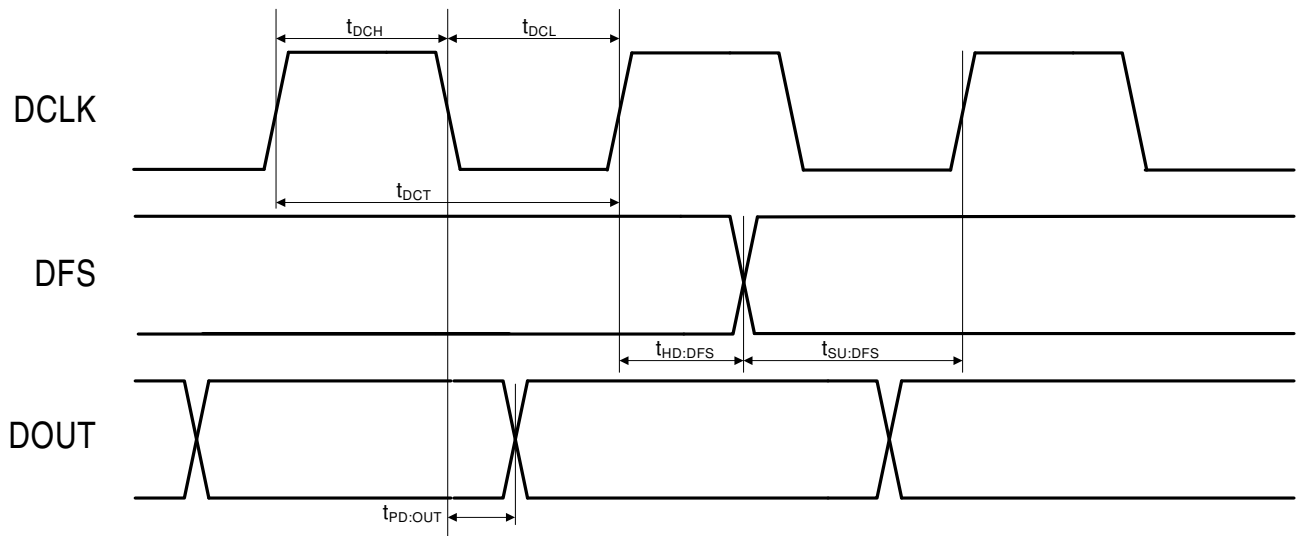 tDCH
tDCL
DCLK
tDCT
DFS
tHD:DFS
tSU:DFS
DOUT
tPD:OUT